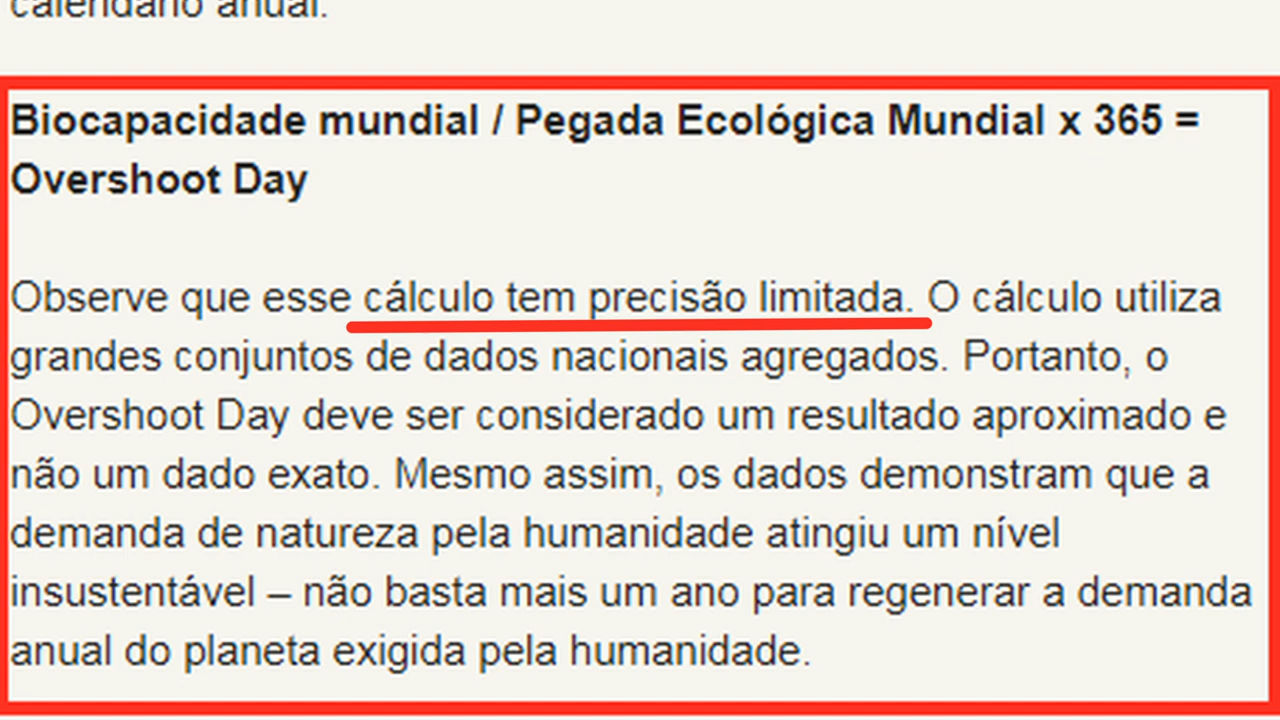 calendário anual.
Biocapacidade mundial / Pegada Ecológica Mundial x 365 =
Overshoot Day
Observe que esse cálculo tem precisão limitada. O cálculo utiliza
grandes conjuntos de dados nacionais agregados. Portanto, o
Overshoot Day deve ser considerado um resultado aproximado e
não um dado exato. Mesmo assim, os dados demonstram que a
demanda de natureza pela humanidade atingiu um nível
insustentável – não basta mais um ano para regenerar a demanda
anual do planeta exigida pela humanidade.